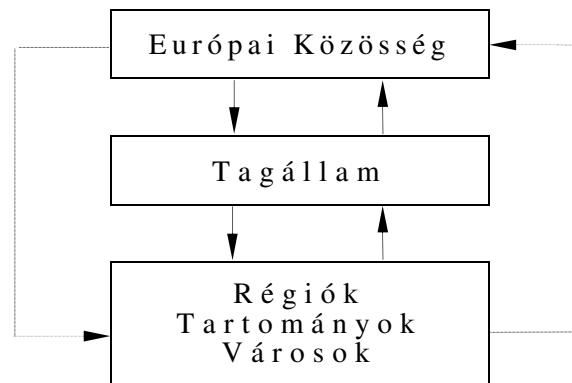 Európai Közösség
Tagállam
Régiók
Tartományok
Városok